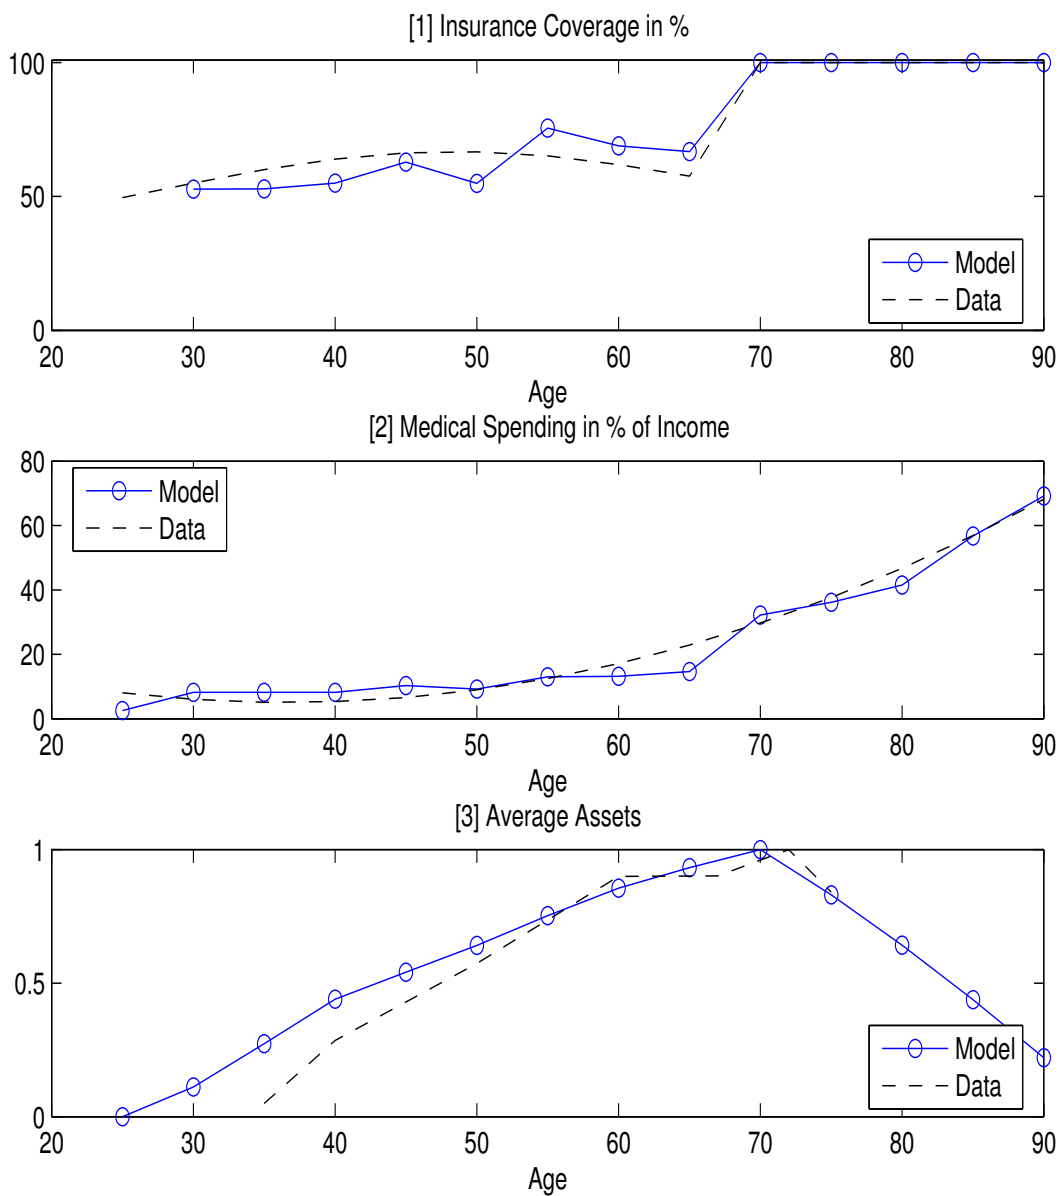 [1] Insurance Coverage in %
100
50
0
Model
Data
20 30 40 50 60 70 80 90
Age
[2] Medical Spending in % of Income
80
60
40
20
0
Model
Data
20 30 40 50 60 70 80 90
Age
[3] Average Assets
1
0.5
0
Model
Data
20 30 40 50 60 70 80 90
Age